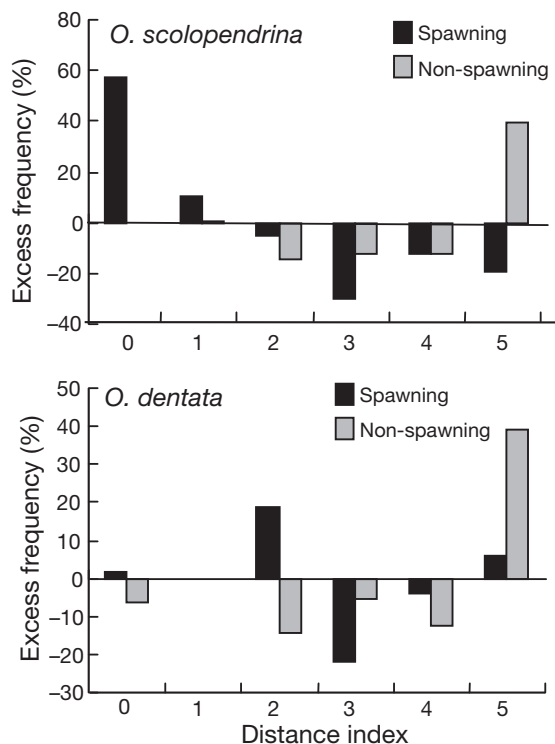 80
O. scolopendrina
Spawning
60
Non-spawning
40
20
0
−20
−40
Excess frequency (%)
0 1 2 3 4 5
50
O. dentata
Spawning
40
Non-spawning
30
20
10
0
−10
−20
−30
Excess frequency (%)
0 1 2 3 4 5
Distance index